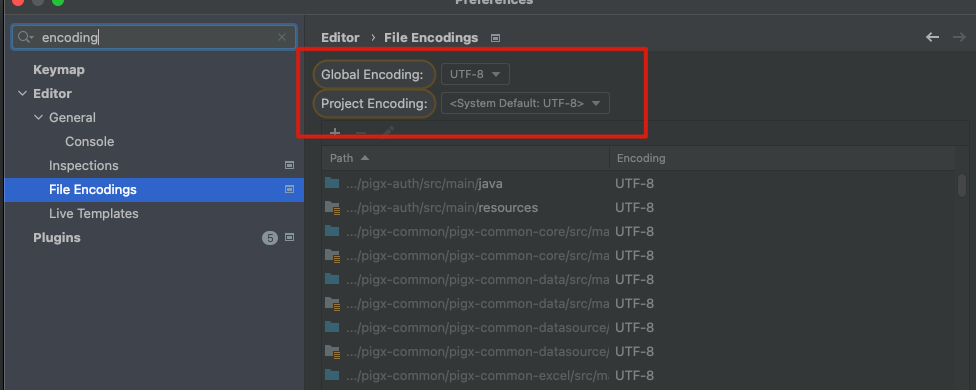 Preferences
encoding
Editor › File Encodings
Keymap
Editor
General
Console
Inspections
File Encodings
Live Templates
Plugins 5
Global Encoding: UTF-8
Project Encoding: <System Default: UTF-8>
Path Encoding
.../pigx-auth/src/main/java UTF-8
.../pigx-auth/src/main/resources UTF-8
.../pigx-common/pigx-common-core/src/ma UTF-8
.../pigx-common/pigx-common-core/src/ma UTF-8
.../pigx-common/pigx-common-data/src/ma UTF-8
.../pigx-common/pigx-common-data/src/ma UTF-8
.../pigx-common/pigx-common-datasource/ UTF-8
.../pigx-common/pigx-common-datasource/ UTF-8
.../pigx-common/pigx-common-excel/src/m UTF-8